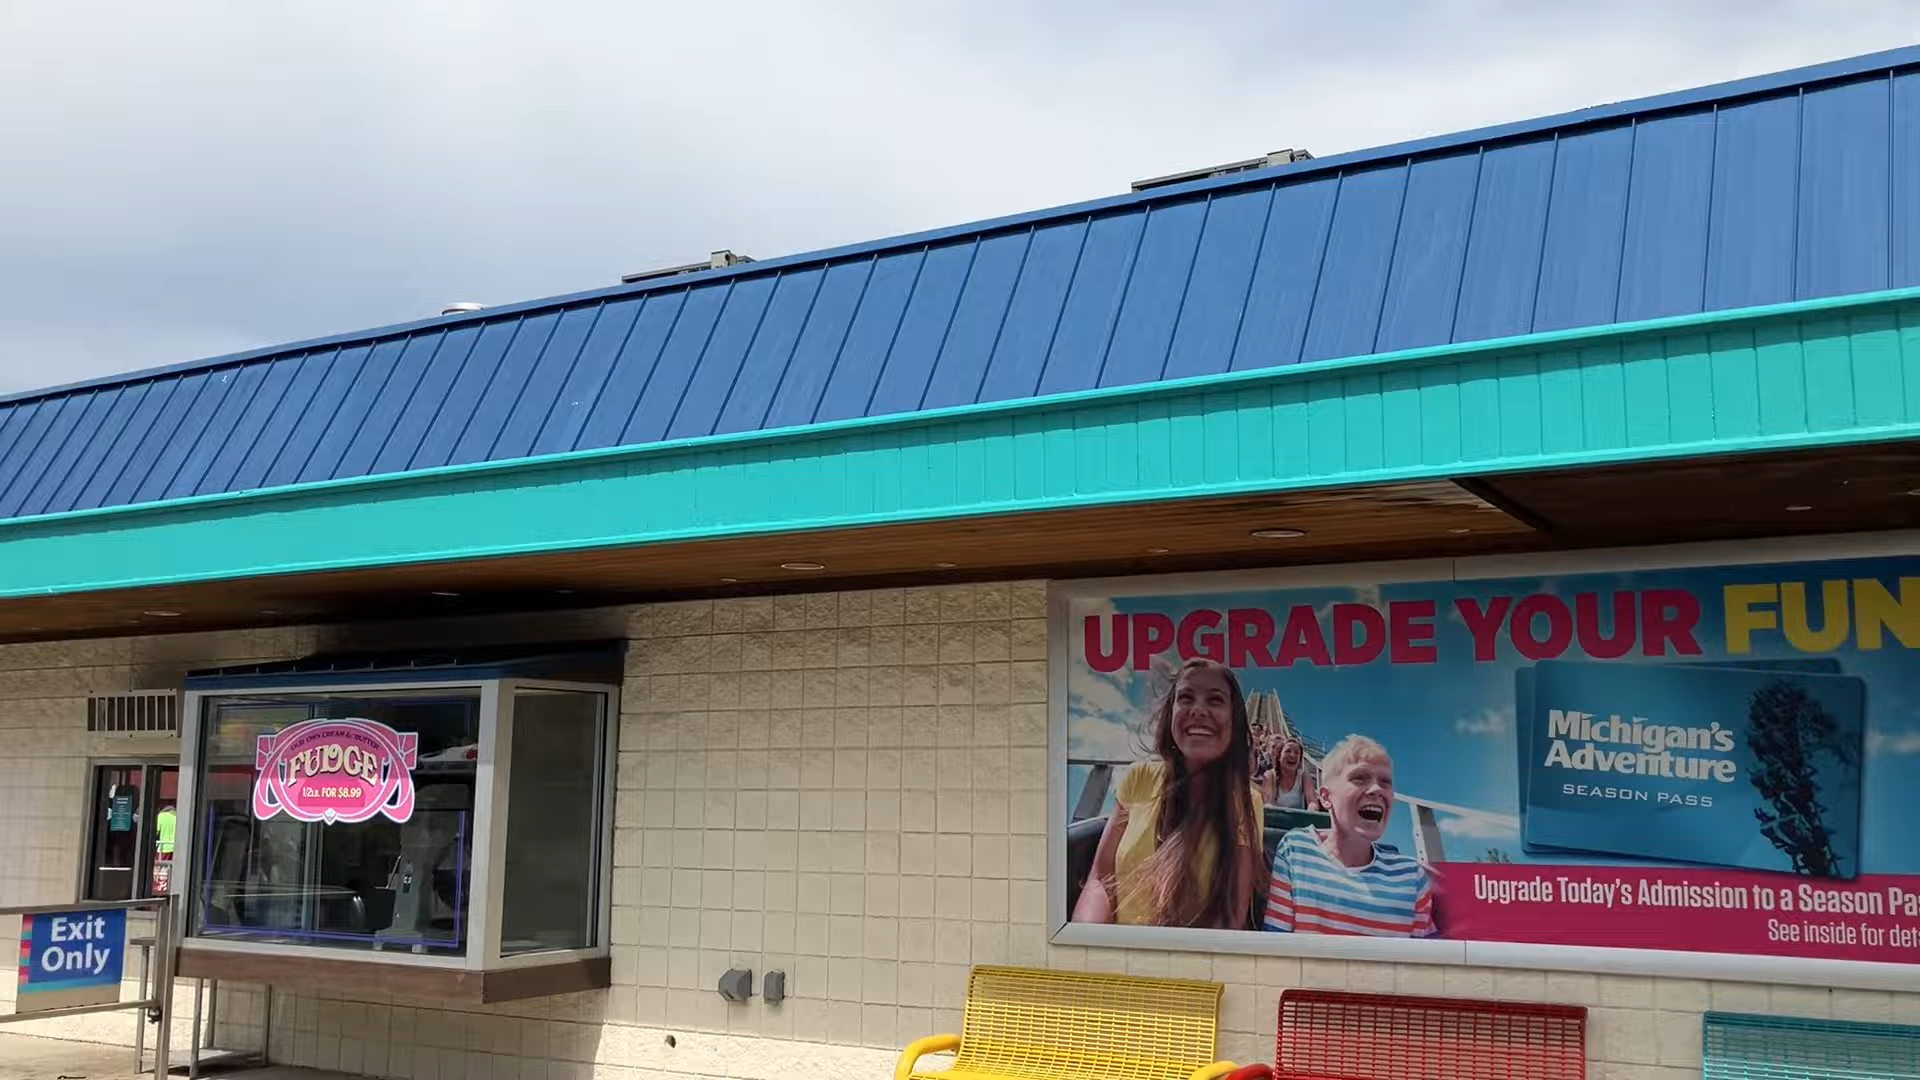 UPGRADE YOUR FUN
Michigan's
Adventure
SEASON PASS
Upgrade Today's Admission to a Season Pa
See inside for det
OUR OWN CREAM & BUTTER
FUDGE
1/2LB. FOR $8.99
Exit
Only